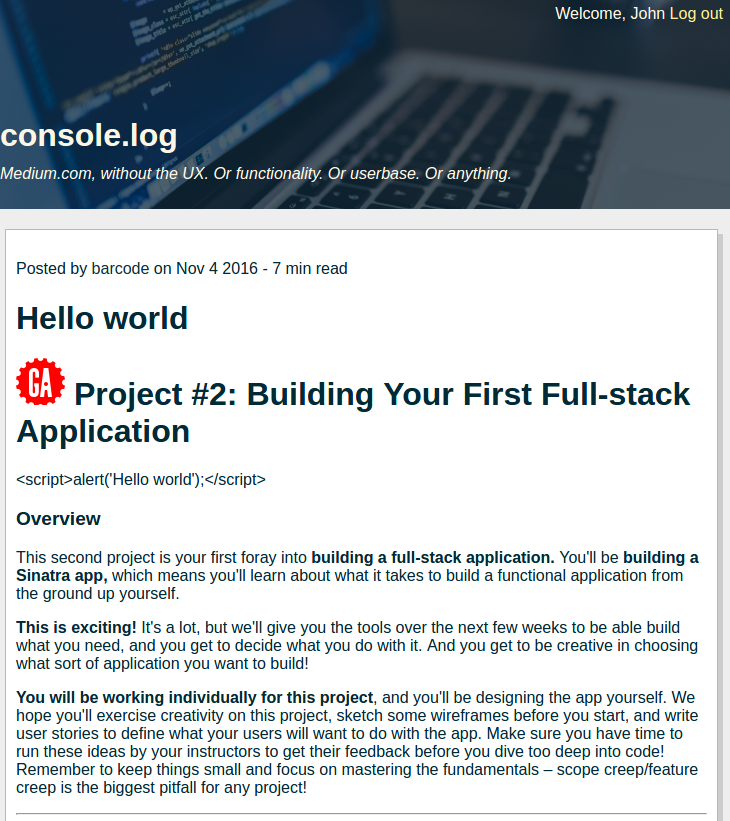 Welcome, John Log out
console.log
Medium.com, without the UX. Or functionality. Or userbase. Or anything.
Posted by barcode on Nov 4 2016 - 7 min read
Hello world
GA Project #2: Building Your First Full-stack
Application
<script>alert('Hello world');</script>
Overview
This second project is your first foray into building a full-stack application. You'll be building a
Sinatra app, which means you'll learn about what it takes to build a functional application from
the ground up yourself.
This is exciting! It's a lot, but we'll give you the tools over the next few weeks to be able build
what you need, and you get to decide what you do with it. And you get to be creative in choosing
what sort of application you want to build!
You will be working individually for this project, and you'll be designing the app yourself. We
hope you'll exercise creativity on this project, sketch some wireframes before you start, and write
user stories to define what your users will want to do with the app. Make sure you have time to
run these ideas by your instructors to get their feedback before you dive too deep into code!
Remember to keep things small and focus on mastering the fundamentals – scope creep/feature
creep is the biggest pitfall for any project!